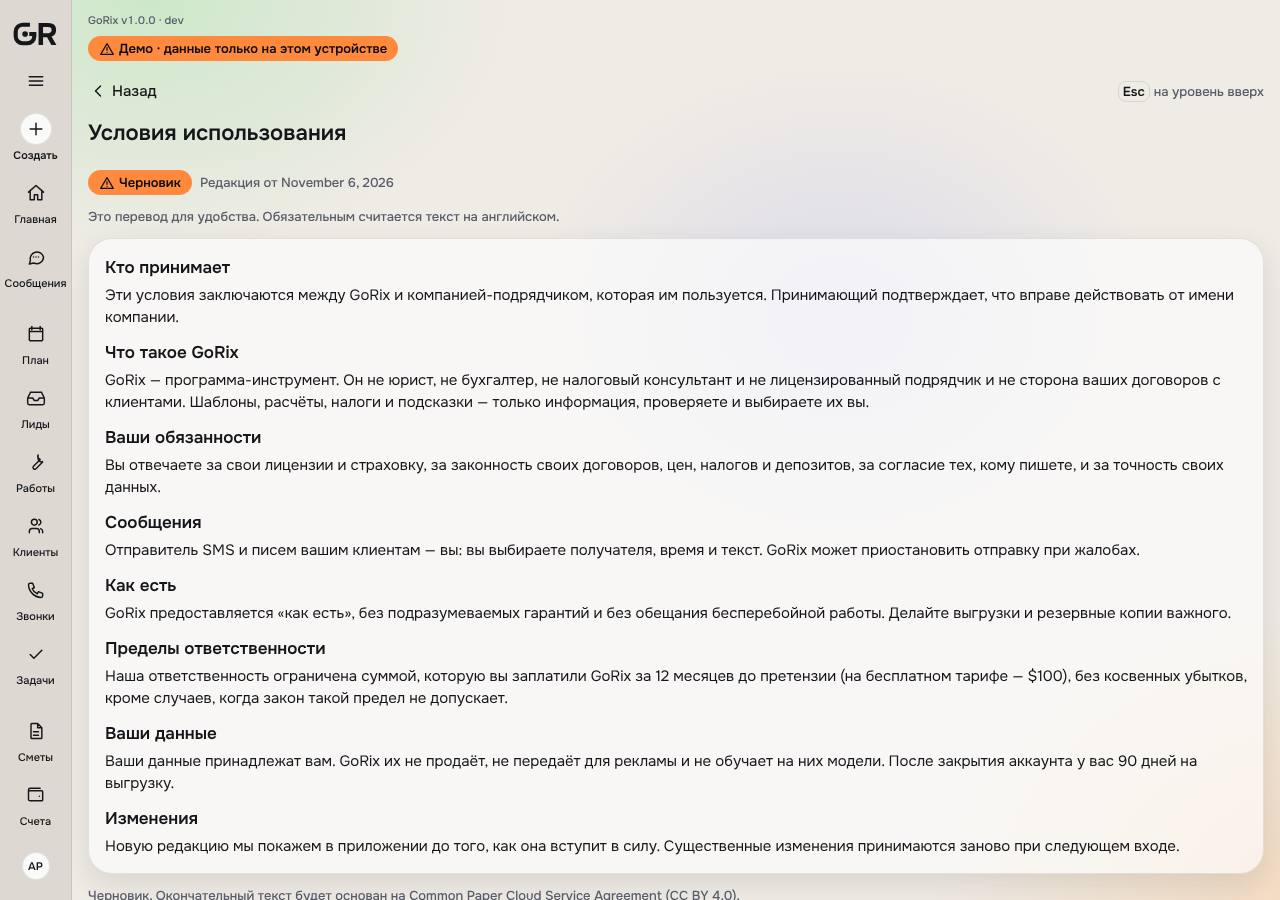 GR
GoRix v1.0.0 · dev
Демо · данные только на этом устройстве
Назад
Esc на уровень вверх
Создать
Главная
Сообщения
План
Лиды
Работы
Клиенты
Звонки
Задачи
Сметы
Счета
AP
Условия использования
Черновик Редакция от November 6, 2026
Это перевод для удобства. Обязательным считается текст на английском.
Кто принимает
Эти условия заключаются между GoRix и компанией-подрядчиком, которая им пользуется. Принимающий подтверждает, что вправе действовать от имени
компании.
Что такое GoRix
GoRix — программа-инструмент. Он не юрист, не бухгалтер, не налоговый консультант и не лицензированный подрядчик и не сторона ваших договоров с
клиентами. Шаблоны, расчёты, налоги и подсказки — только информация, проверяете и выбираете их вы.
Ваши обязанности
Вы отвечаете за свои лицензии и страховку, за законность своих договоров, цен, налогов и депозитов, за согласие тех, кому пишете, и за точность своих
данных.
Сообщения
Отправитель SMS и писем вашим клиентам — вы: вы выбираете получателя, время и текст. GoRix может приостановить отправку при жалобах.
Как есть
GoRix предоставляется «как есть», без подразумеваемых гарантий и без обещания бесперебойной работы. Делайте выгрузки и резервные копии важного.
Пределы ответственности
Наша ответственность ограничена суммой, которую вы заплатили GoRix за 12 месяцев до претензии (на бесплатном тарифе — $100), без косвенных убытков,
кроме случаев, когда закон такой предел не допускает.
Ваши данные
Ваши данные принадлежат вам. GoRix их не продаёт, не передаёт для рекламы и не обучает на них модели. После закрытия аккаунта у вас 90 дней на
выгрузку.
Изменения
Новую редакцию мы покажем в приложении до того, как она вступит в силу. Существенные изменения принимаются заново при следующем входе.
Черновик. Окончательный текст будет основан на Common Paper Cloud Service Agreement (CC BY 4.0).